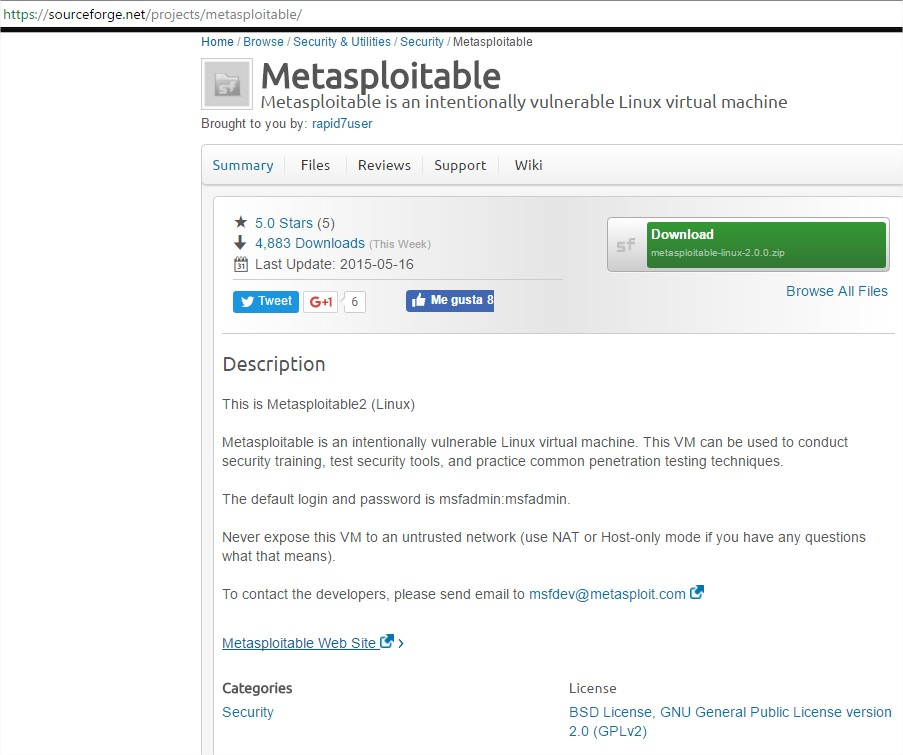 https://sourceforge.net/projects/metasploitable/
Home / Browse / Security & Utilities / Security / Metasploitable
sf
Metasploitable
Metasploitable is an intentionally vulnerable Linux virtual machine
Brought to you by: rapid7user
Summary Files Reviews Support Wiki
5.0 Stars (5)
4,883 Downloads (This Week)
31 Last Update: 2015-05-16
sf Download
metasploitable-linux-2.0.0.zip
Browse All Files
Tweet G+1 6 Me gusta 8
Description
This is Metasploitable2 (Linux)
Metasploitable is an intentionally vulnerable Linux virtual machine. This VM can be used to conduct
security training, test security tools, and practice common penetration testing techniques.
The default login and password is msfadmin:msfadmin.
Never expose this VM to an untrusted network (use NAT or Host-only mode if you have any questions
what that means).
To contact the developers, please send email to msfdev@metasploit.com
Metasploitable Web Site ›
Categories
Security
License
BSD License, GNU General Public License version
2.0 (GPLv2)